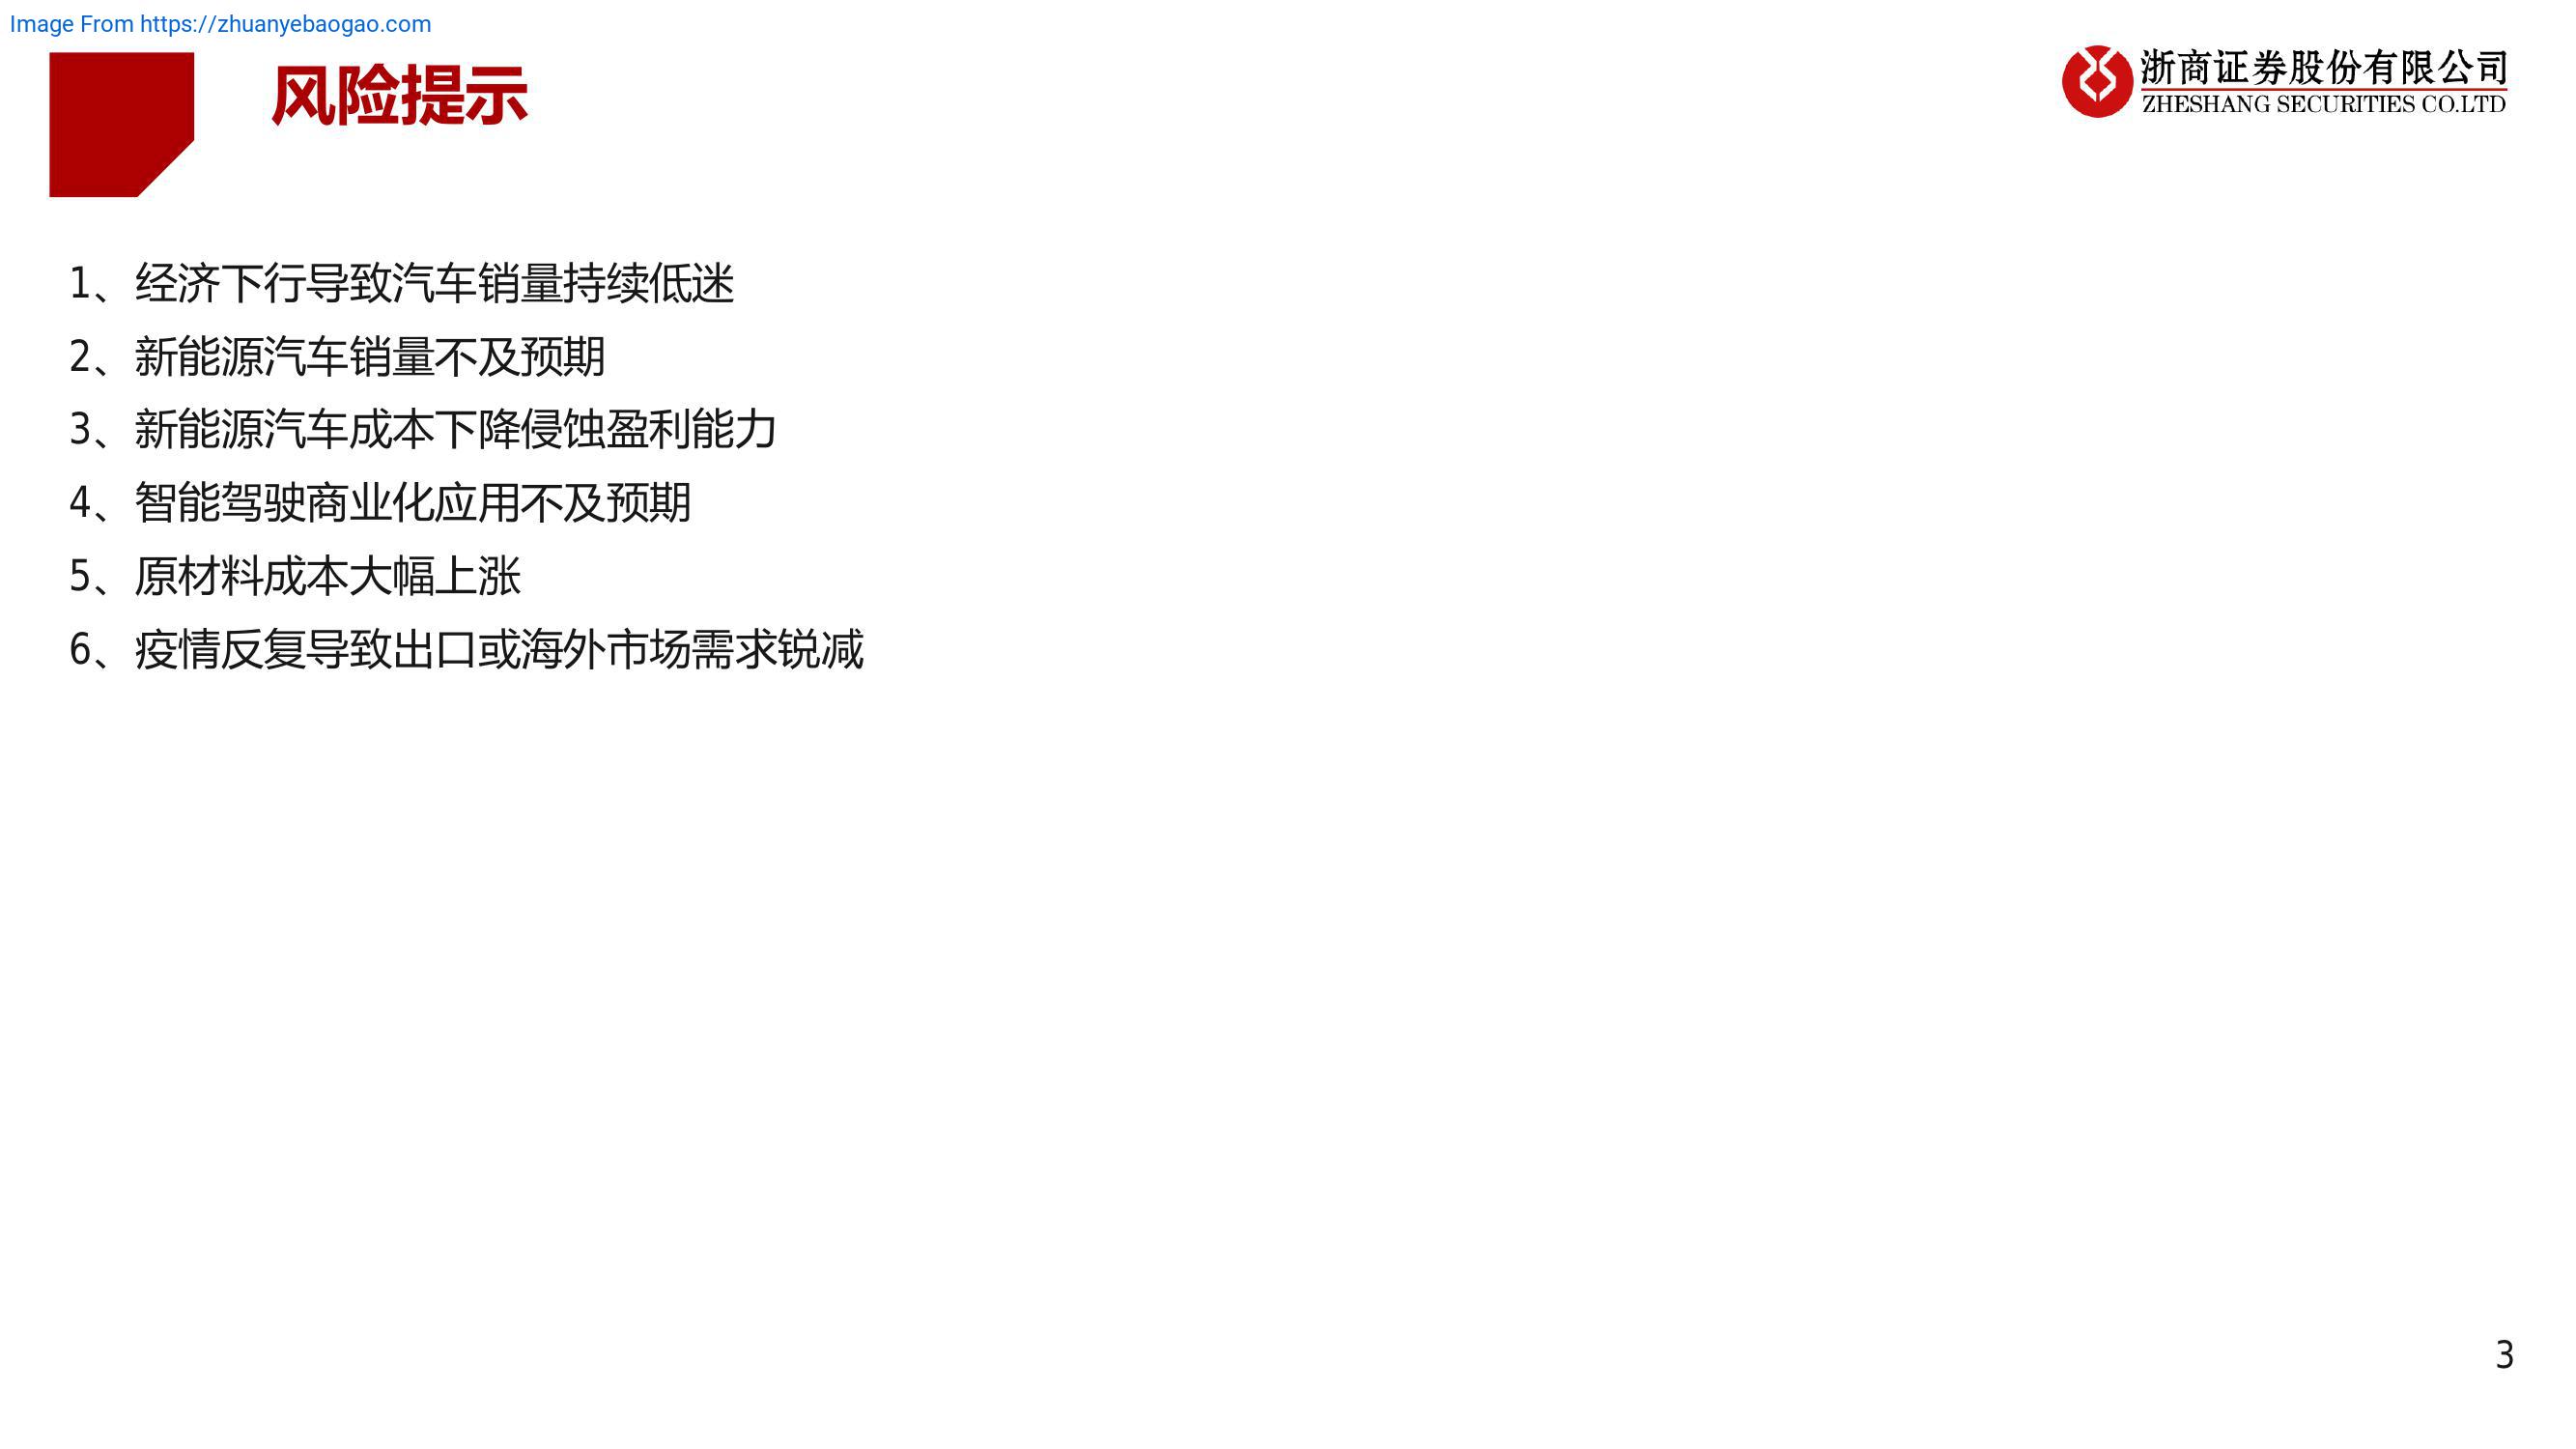 Image From https://zhuanyebaogao.com
风险提示
浙商证券股份有限公司
ZHESHANG SECURITIES CO.LTD
1、经济下行导致汽车销量持续低迷
2、新能源汽车销量不及预期
3、新能源汽车成本下降侵蚀盈利能力
4、智能驾驶商业化应用不及预期
5、原材料成本大幅上涨
6、疫情反复导致出口或海外市场需求锐减
3